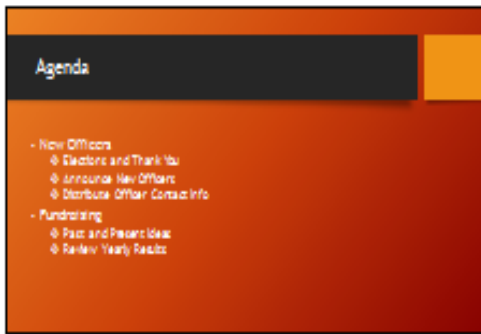 Agenda
- New Officers
❖ Elections and Thank You
❖ Announce New Officers
❖ Distribute Officer Contact Info
- Fundraising
❖ Past and Present Ideas
❖ Review Yearly Results